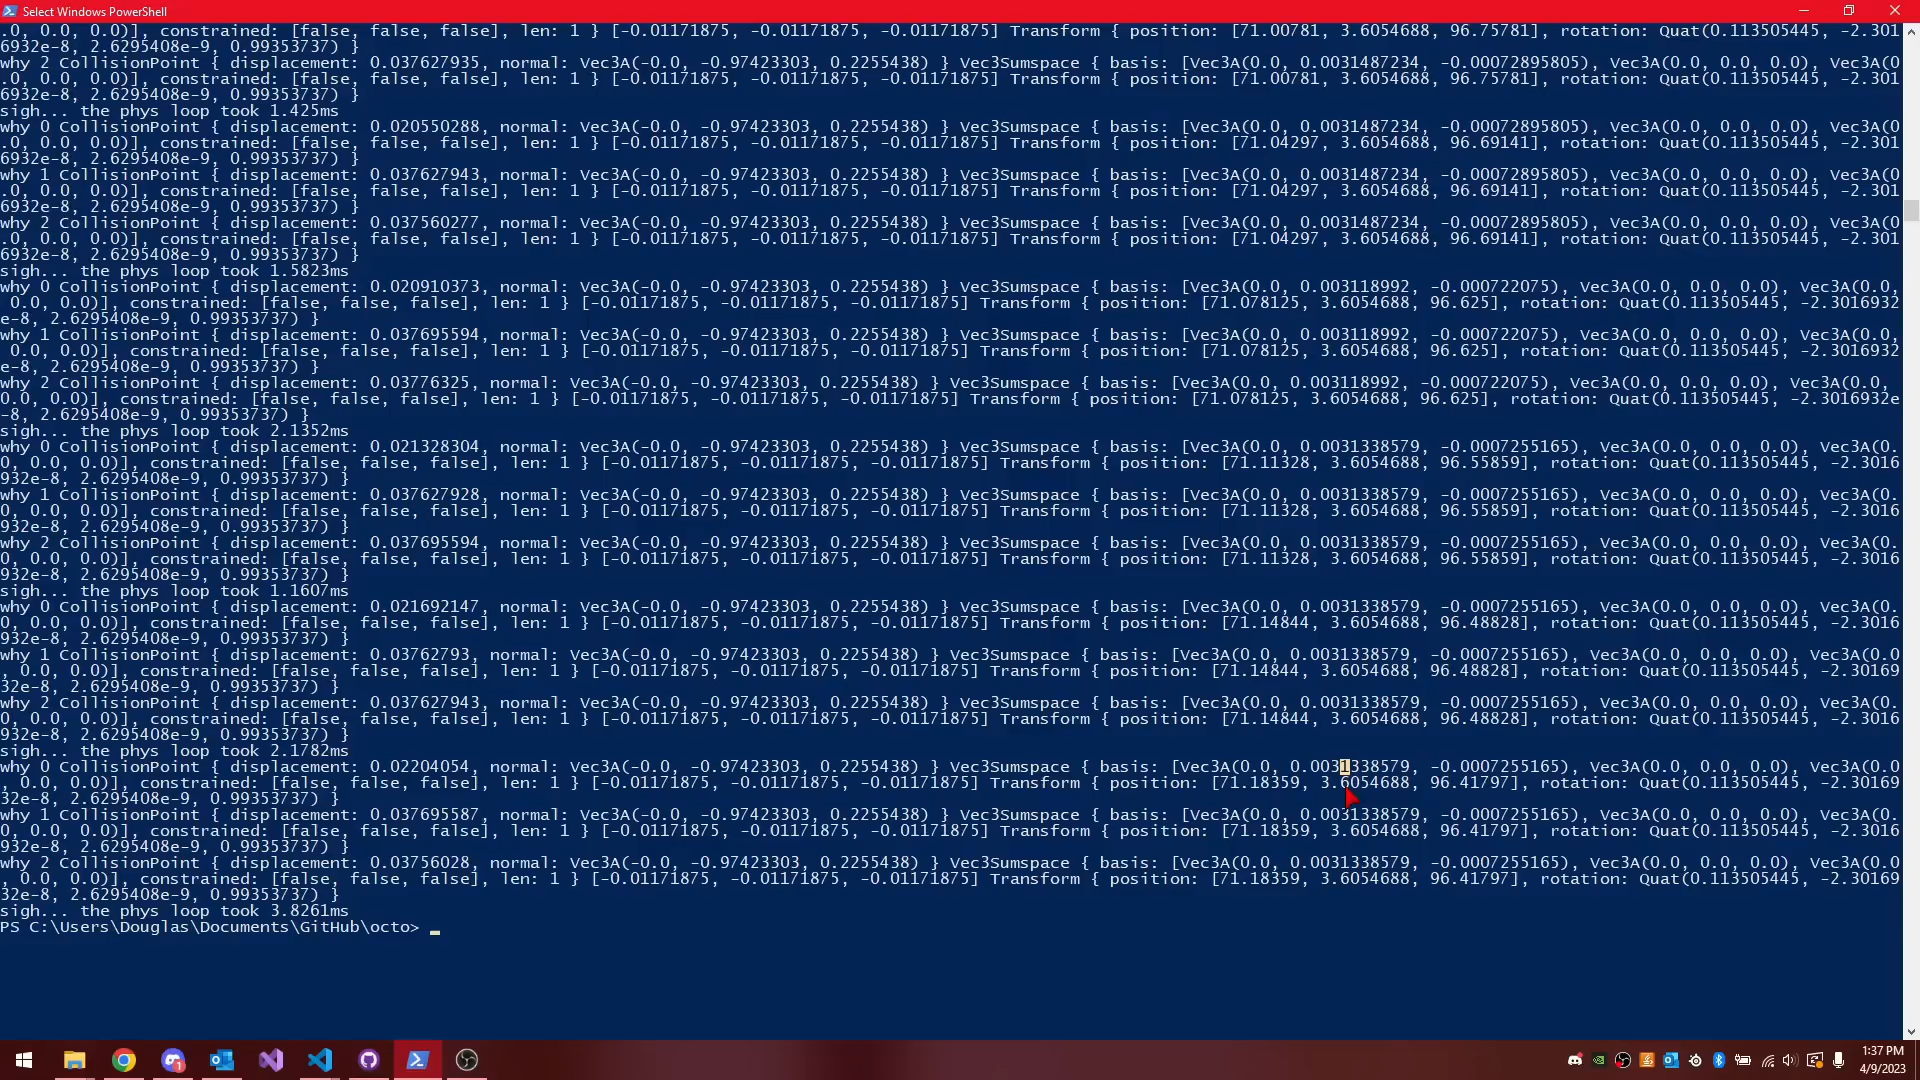 Select Windows PowerShell
.0, 0.0, 0.0)], constrained: [false, false, false], len: 1 } [-0.01171875, -0.01171875, -0.01171875] Transform { position: [71.00781, 3.6054688, 96.75781], rotation: Quat(0.113505445, -2.301
6932e-8, 2.6295408e-9, 0.99353737) }
why 2 CollisionPoint { displacement: 0.037627935, normal: Vec3A(-0.0, -0.97423303, 0.2255438) } Vec3Sumspace { basis: [Vec3A(0.0, 0.0031487234, -0.00072895805), Vec3A(0.0, 0.0, 0.0), Vec3A(0
.0, 0.0, 0.0)], constrained: [false, false, false], len: 1 } [-0.01171875, -0.01171875, -0.01171875] Transform { position: [71.00781, 3.6054688, 96.75781], rotation: Quat(0.113505445, -2.301
6932e-8, 2.6295408e-9, 0.99353737) }
sigh... the phys loop took 1.425ms
why 0 CollisionPoint { displacement: 0.020550288, normal: Vec3A(-0.0, -0.97423303, 0.2255438) } Vec3Sumspace { basis: [Vec3A(0.0, 0.0031487234, -0.00072895805), Vec3A(0.0, 0.0, 0.0), Vec3A(0
.0, 0.0, 0.0)], constrained: [false, false, false], len: 1 } [-0.01171875, -0.01171875, -0.01171875] Transform { position: [71.04297, 3.6054688, 96.69141], rotation: Quat(0.113505445, -2.301
6932e-8, 2.6295408e-9, 0.99353737) }
why 1 CollisionPoint { displacement: 0.037627943, normal: Vec3A(-0.0, -0.97423303, 0.2255438) } Vec3Sumspace { basis: [Vec3A(0.0, 0.0031487234, -0.00072895805), Vec3A(0.0, 0.0, 0.0), Vec3A(0
.0, 0.0, 0.0)], constrained: [false, false, false], len: 1 } [-0.01171875, -0.01171875, -0.01171875] Transform { position: [71.04297, 3.6054688, 96.69141], rotation: Quat(0.113505445, -2.301
6932e-8, 2.6295408e-9, 0.99353737) }
why 2 CollisionPoint { displacement: 0.037560277, normal: Vec3A(-0.0, -0.97423303, 0.2255438) } Vec3Sumspace { basis: [Vec3A(0.0, 0.0031487234, -0.00072895805), Vec3A(0.0, 0.0, 0.0), Vec3A(0
.0, 0.0, 0.0)], constrained: [false, false, false], len: 1 } [-0.01171875, -0.01171875, -0.01171875] Transform { position: [71.04297, 3.6054688, 96.69141], rotation: Quat(0.113505445, -2.301
6932e-8, 2.6295408e-9, 0.99353737) }
sigh... the phys loop took 1.5823ms
why 0 CollisionPoint { displacement: 0.020910373, normal: Vec3A(-0.0, -0.97423303, 0.2255438) } Vec3Sumspace { basis: [Vec3A(0.0, 0.003118992, -0.000722075), Vec3A(0.0, 0.0, 0.0), Vec3A(0.0,
 0.0, 0.0)], constrained: [false, false, false], len: 1 } [-0.01171875, -0.01171875, -0.01171875] Transform { position: [71.078125, 3.6054688, 96.625], rotation: Quat(0.113505445, -2.3016932
e-8, 2.6295408e-9, 0.99353737) }
why 1 CollisionPoint { displacement: 0.037695594, normal: Vec3A(-0.0, -0.97423303, 0.2255438) } Vec3Sumspace { basis: [Vec3A(0.0, 0.003118992, -0.000722075), Vec3A(0.0, 0.0, 0.0), Vec3A(0.0,
 0.0, 0.0)], constrained: [false, false, false], len: 1 } [-0.01171875, -0.01171875, -0.01171875] Transform { position: [71.078125, 3.6054688, 96.625], rotation: Quat(0.113505445, -2.3016932
e-8, 2.6295408e-9, 0.99353737) }
why 2 CollisionPoint { displacement: 0.03776325, normal: Vec3A(-0.0, -0.97423303, 0.2255438) } Vec3Sumspace { basis: [Vec3A(0.0, 0.003118992, -0.000722075), Vec3A(0.0, 0.0, 0.0), Vec3A(0.0, 
0.0, 0.0)], constrained: [false, false, false], len: 1 } [-0.01171875, -0.01171875, -0.01171875] Transform { position: [71.078125, 3.6054688, 96.625], rotation: Quat(0.113505445, -2.3016932e
-8, 2.6295408e-9, 0.99353737) }
sigh... the phys loop took 2.1352ms
why 0 CollisionPoint { displacement: 0.021328304, normal: Vec3A(-0.0, -0.97423303, 0.2255438) } Vec3Sumspace { basis: [Vec3A(0.0, 0.0031338579, -0.0007255165), Vec3A(0.0, 0.0, 0.0), Vec3A(0.
0, 0.0, 0.0)], constrained: [false, false, false], len: 1 } [-0.01171875, -0.01171875, -0.01171875] Transform { position: [71.11328, 3.6054688, 96.55859], rotation: Quat(0.113505445, -2.3016
932e-8, 2.6295408e-9, 0.99353737) }
why 1 CollisionPoint { displacement: 0.037627928, normal: Vec3A(-0.0, -0.97423303, 0.2255438) } Vec3Sumspace { basis: [Vec3A(0.0, 0.0031338579, -0.0007255165), Vec3A(0.0, 0.0, 0.0), Vec3A(0.
0, 0.0, 0.0)], constrained: [false, false, false], len: 1 } [-0.01171875, -0.01171875, -0.01171875] Transform { position: [71.11328, 3.6054688, 96.55859], rotation: Quat(0.113505445, -2.3016
932e-8, 2.6295408e-9, 0.99353737) }
why 2 CollisionPoint { displacement: 0.037695594, normal: Vec3A(-0.0, -0.97423303, 0.2255438) } Vec3Sumspace { basis: [Vec3A(0.0, 0.0031338579, -0.0007255165), Vec3A(0.0, 0.0, 0.0), Vec3A(0.
0, 0.0, 0.0)], constrained: [false, false, false], len: 1 } [-0.01171875, -0.01171875, -0.01171875] Transform { position: [71.11328, 3.6054688, 96.55859], rotation: Quat(0.113505445, -2.3016
932e-8, 2.6295408e-9, 0.99353737) }
sigh... the phys loop took 1.1607ms
why 0 CollisionPoint { displacement: 0.021692147, normal: Vec3A(-0.0, -0.97423303, 0.2255438) } Vec3Sumspace { basis: [Vec3A(0.0, 0.0031338579, -0.0007255165), Vec3A(0.0, 0.0, 0.0), Vec3A(0.
0, 0.0, 0.0)], constrained: [false, false, false], len: 1 } [-0.01171875, -0.01171875, -0.01171875] Transform { position: [71.14844, 3.6054688, 96.48828], rotation: Quat(0.113505445, -2.3016
932e-8, 2.6295408e-9, 0.99353737) }
why 1 CollisionPoint { displacement: 0.03762793, normal: Vec3A(-0.0, -0.97423303, 0.2255438) } Vec3Sumspace { basis: [Vec3A(0.0, 0.0031338579, -0.0007255165), Vec3A(0.0, 0.0, 0.0), Vec3A(0.0
, 0.0, 0.0)], constrained: [false, false, false], len: 1 } [-0.01171875, -0.01171875, -0.01171875] Transform { position: [71.14844, 3.6054688, 96.48828], rotation: Quat(0.113505445, -2.30169
32e-8, 2.6295408e-9, 0.99353737) }
why 2 CollisionPoint { displacement: 0.037627943, normal: Vec3A(-0.0, -0.97423303, 0.2255438) } Vec3Sumspace { basis: [Vec3A(0.0, 0.0031338579, -0.0007255165), Vec3A(0.0, 0.0, 0.0), Vec3A(0.
0, 0.0, 0.0)], constrained: [false, false, false], len: 1 } [-0.01171875, -0.01171875, -0.01171875] Transform { position: [71.14844, 3.6054688, 96.48828], rotation: Quat(0.113505445, -2.3016
932e-8, 2.6295408e-9, 0.99353737) }
sigh... the phys loop took 2.1782ms
why 0 CollisionPoint { displacement: 0.02204054, normal: Vec3A(-0.0, -0.97423303, 0.2255438) } Vec3Sumspace { basis: [Vec3A(0.0, 0.0031338579, -0.0007255165), Vec3A(0.0, 0.0, 0.0), Vec3A(0.0
, 0.0, 0.0)], constrained: [false, false, false], len: 1 } [-0.01171875, -0.01171875, -0.01171875] Transform { position: [71.18359, 3.6054688, 96.41797], rotation: Quat(0.113505445, -2.30169
32e-8, 2.6295408e-9, 0.99353737) }
why 1 CollisionPoint { displacement: 0.037695587, normal: Vec3A(-0.0, -0.97423303, 0.2255438) } Vec3Sumspace { basis: [Vec3A(0.0, 0.0031338579, -0.0007255165), Vec3A(0.0, 0.0, 0.0), Vec3A(0.
0, 0.0, 0.0)], constrained: [false, false, false], len: 1 } [-0.01171875, -0.01171875, -0.01171875] Transform { position: [71.18359, 3.6054688, 96.41797], rotation: Quat(0.113505445, -2.3016
932e-8, 2.6295408e-9, 0.99353737) }
why 2 CollisionPoint { displacement: 0.03756028, normal: Vec3A(-0.0, -0.97423303, 0.2255438) } Vec3Sumspace { basis: [Vec3A(0.0, 0.0031338579, -0.0007255165), Vec3A(0.0, 0.0, 0.0), Vec3A(0.0
, 0.0, 0.0)], constrained: [false, false, false], len: 1 } [-0.01171875, -0.01171875, -0.01171875] Transform { position: [71.18359, 3.6054688, 96.41797], rotation: Quat(0.113505445, -2.30169
32e-8, 2.6295408e-9, 0.99353737) }
sigh... the phys loop took 3.8261ms
PS C:\Users\Douglas\Documents\GitHub\octo> _
1:37 PM
4/9/2023